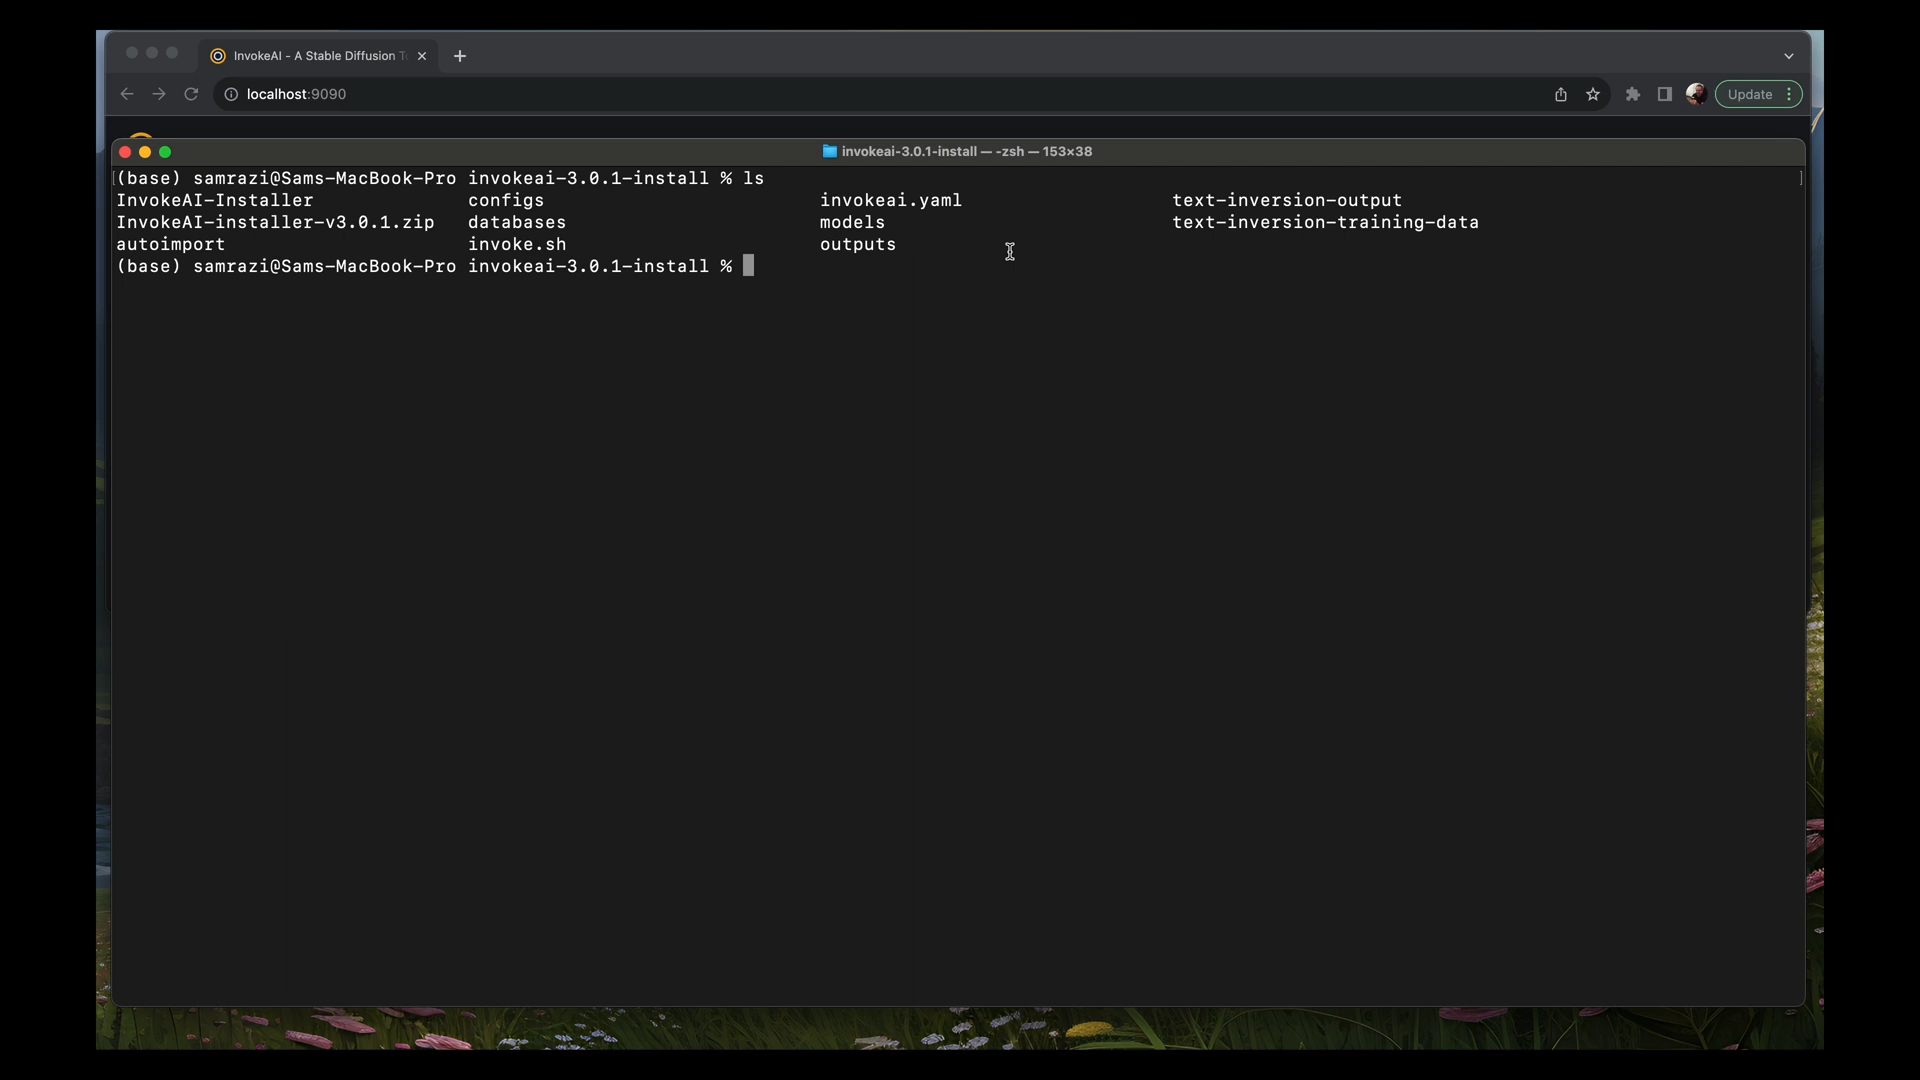 InvokeAI - A Stable Diffusion T
localhost:9090
Update
invokeai-3.0.1-install — -zsh — 153×38
(base) samrazi@Sams-MacBook-Pro invokeai-3.0.1-install % ls
InvokeAI-Installer configs invokeai.yaml text-inversion-output
InvokeAI-installer-v3.0.1.zip databases models text-inversion-training-data
autoimport invoke.sh outputs
(base) samrazi@Sams-MacBook-Pro invokeai-3.0.1-install %